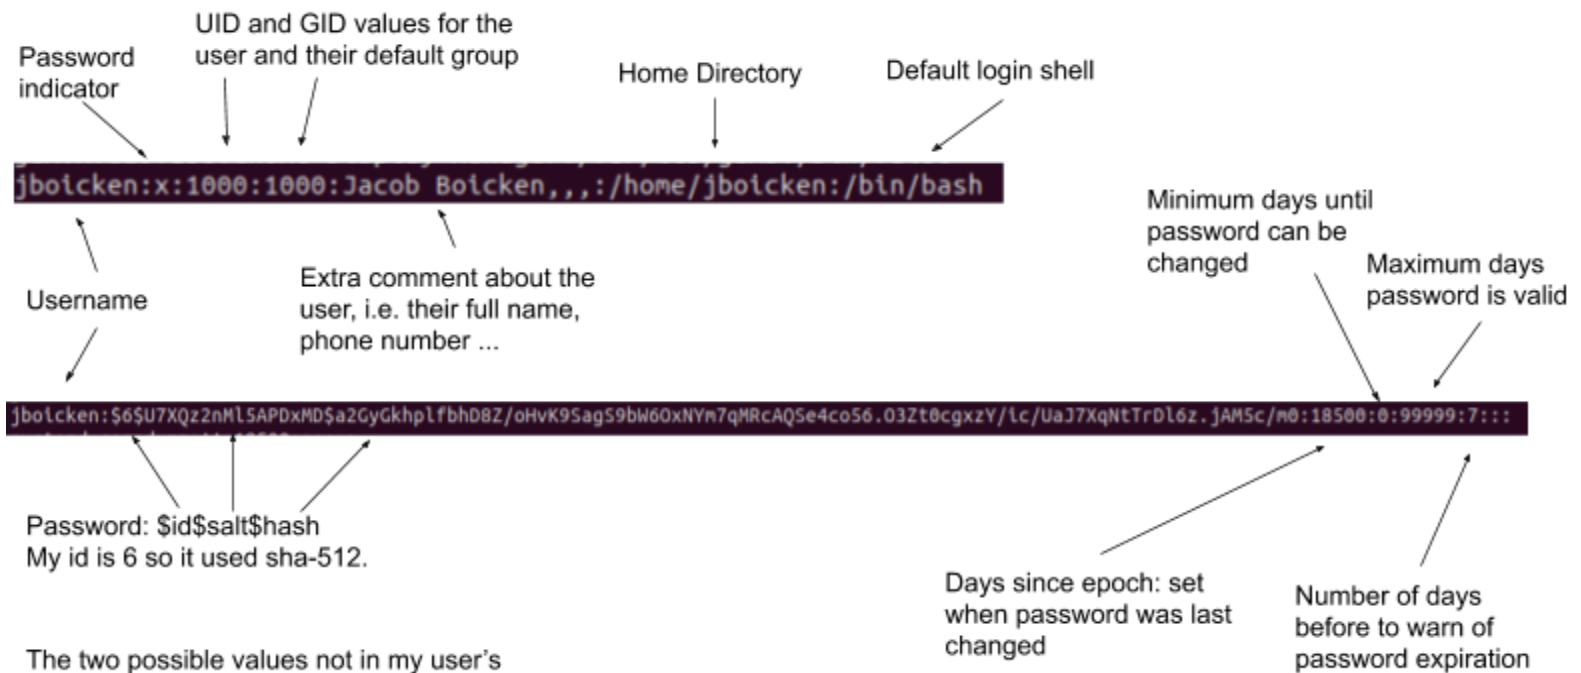 UID and GID values for the
user and their default group
Password
indicator
Home Directory
Default login shell
jboicken:x:1000:1000:Jacob Boicken,,,:/home/jboicken:/bin/bash
Minimum days until
password can be
changed
Maximum days
password is valid
Username
Extra comment about the
user, i.e. their full name,
phone number ...
jboicken:$6$U7XQz2nMl5APDxMD$a2GyGkhplfbhD8Z/oHvK9SagS9bW6OxNYm7qMRcAQSe4co56.O3Zt0cgxzY/ic/UaJ7XqNtTrDl6z.jAM5c/m0:18500:0:99999:7:::
Password: $id$salt$hash
My id is 6 so it used sha-512.
Days since epoch: set
when password was last
changed
Number of days
before to warn of
password expiration
The two possible values not in my user's